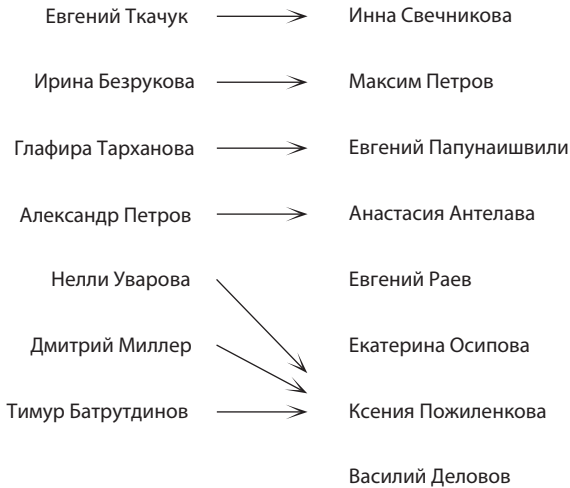 Евгений Ткачук Инна Свечникова
Ирина Безрукова Максим Петров
Глафира Тарханова Евгений Папунаишвили
Александр Петров Анастасия Антелава
Нелли Уварова Евгений Раев
Дмитрий Миллер Екатерина Осипова
Тимур Батрутдинов Ксения Пожиленкова
Василий Деловов